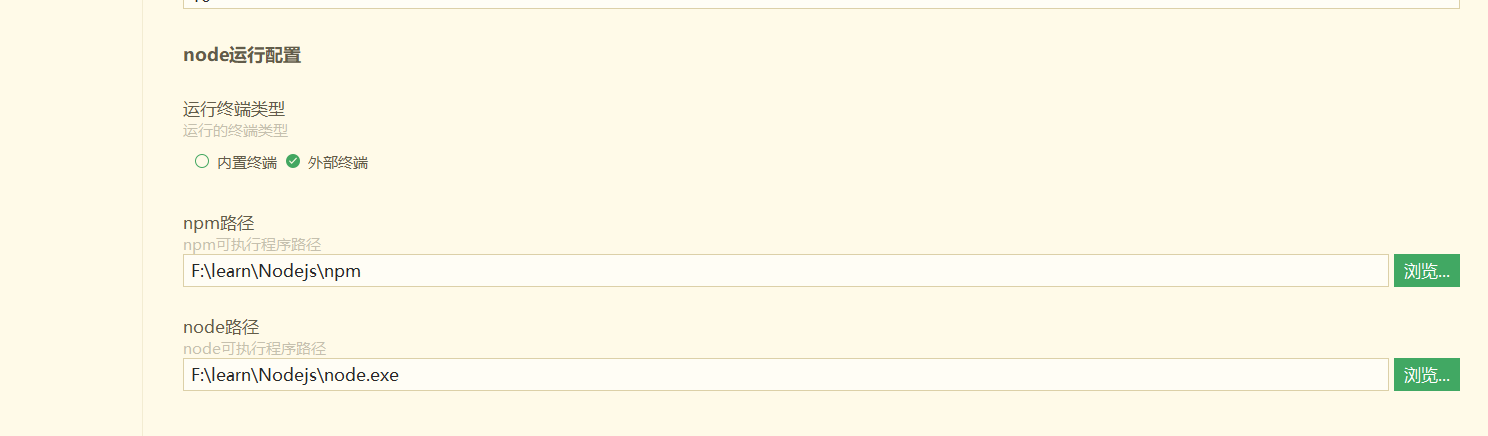 node运行配置
运行终端类型
运行的终端类型
内置终端 外部终端
npm路径
npm可执行程序路径
F:\learn\Nodejs\npm 浏览...
node路径
node可执行程序路径
F:\learn\Nodejs\node.exe 浏览...